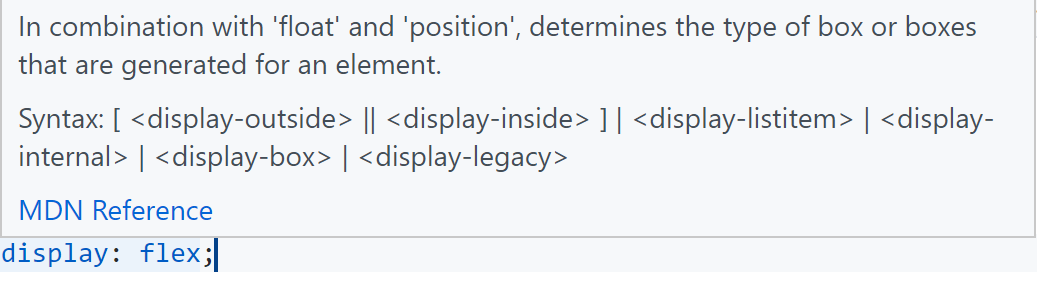 In combination with 'float' and 'position', determines the type of box or boxes
that are generated for an element.
Syntax: [ <display-outside> || <display-inside> ] | <display-listitem> | <display-
internal> | <display-box> | <display-legacy>
MDN Reference
display: flex;